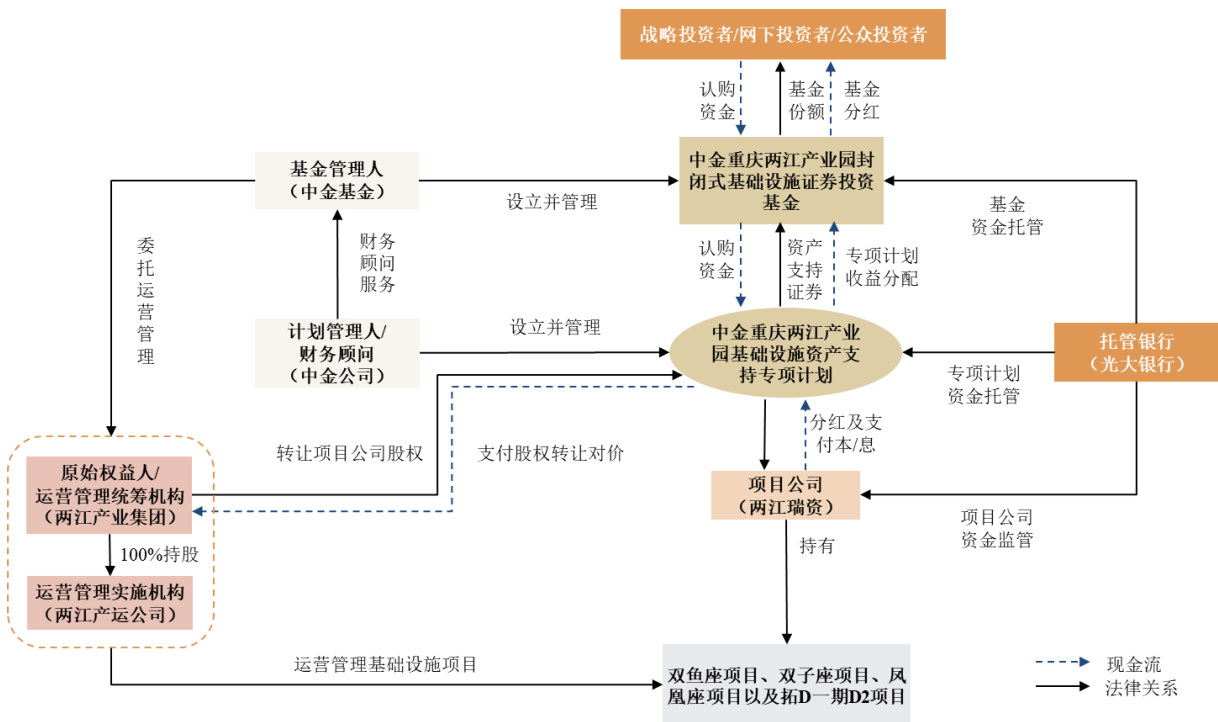 战略投资者/网下投资者/公众投资者
认购
资金
基金
份额
基金
分红
基金管理人
（中金基金）
设立并管理
中金重庆两江产业园封
闭式基础设施证券投资
基金
基金
资金托管
委托运营管理
财务
顾问
服务
认购
资金
资产
支持
证券
专项计划
收益分配
计划管理人/
财务顾问
（中金公司）
设立并管理
中金重庆两江产业
园基础设施资产支
持专项计划
托管银行
（光大银行）
专项计划
资金托管
转让项目公司股权
支付股权转让对价
分红及支
付本/息
原始权益人/
运营管理统筹机构
（两江产业集团）
项目公司
（两江瑞资）
项目公司
资金监管
100%持股
持有
运营管理实施机构
（两江产运公司）
运营管理基础设施项目
双鱼座项目、双子座项目、凤
凰座项目以及拓D一期D2项目
现金流
法律关系